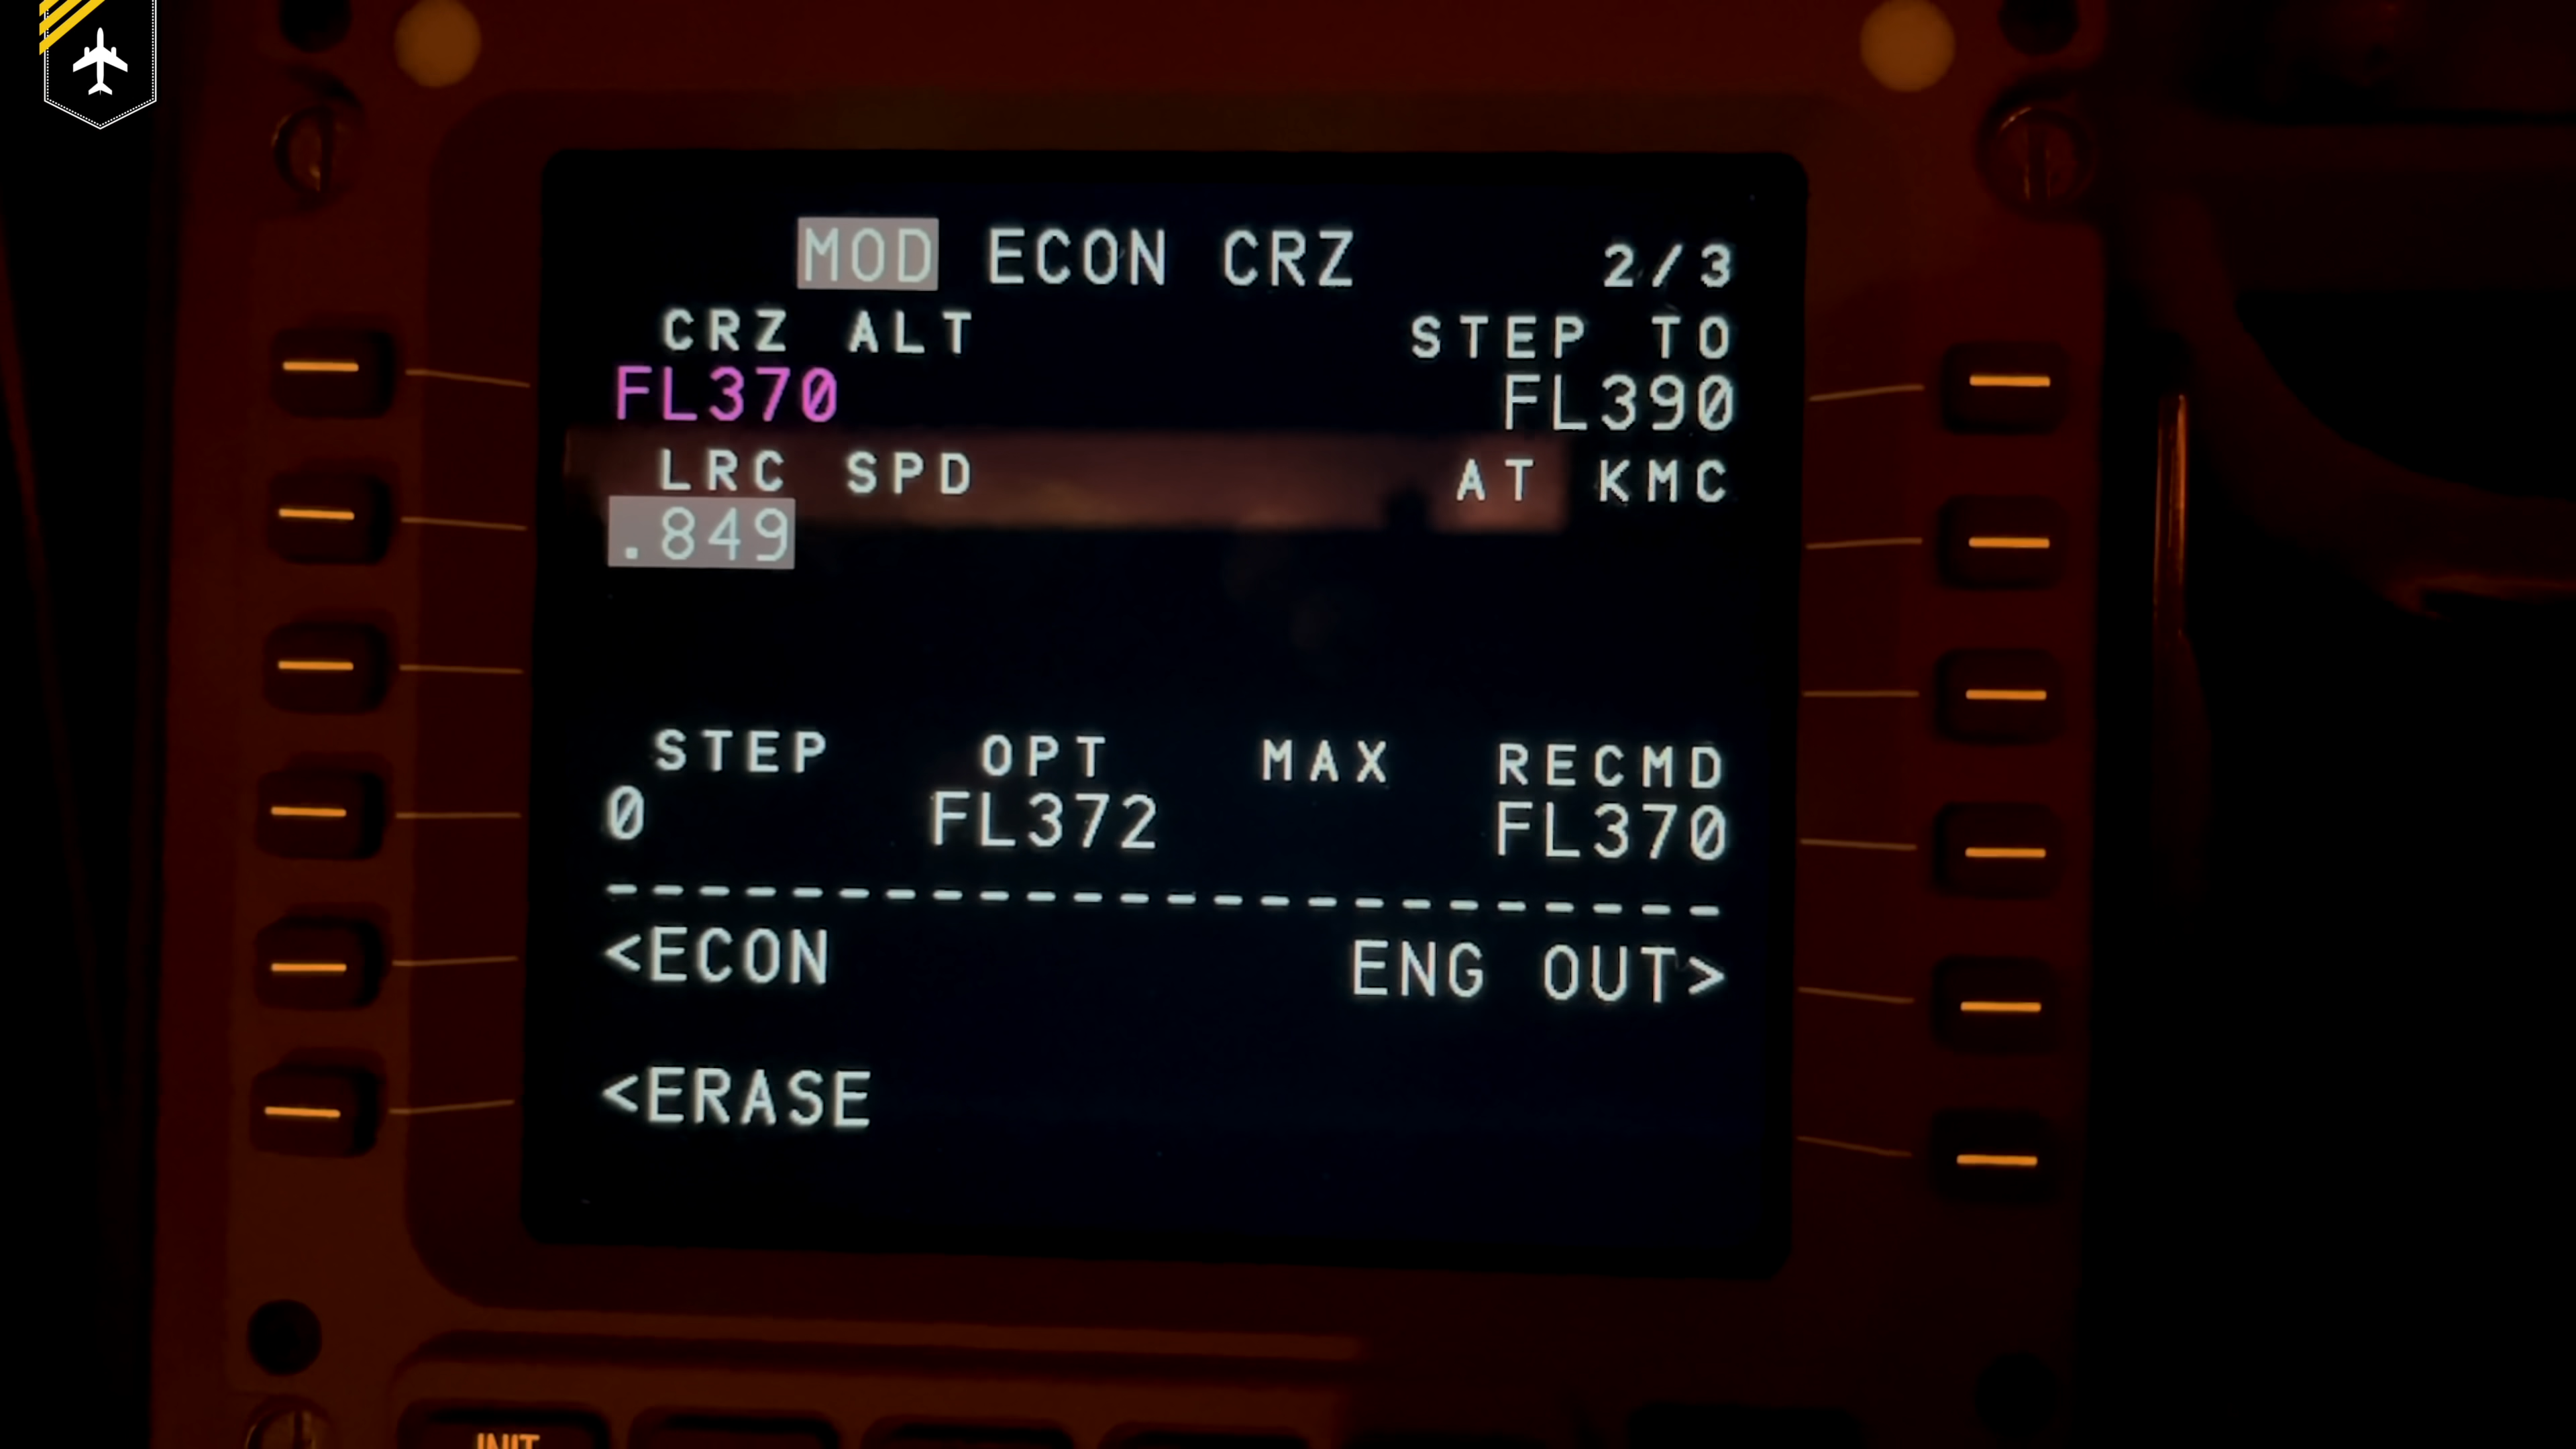 MOD ECON CRZ 2/3
CRZ ALT STEP TO
FL370 FL390
LRC SPD AT KMC
.849
STEP OPT MAX RECMD
0 FL372 FL370
<ECON ENG OUT>
<ERASE
INIT